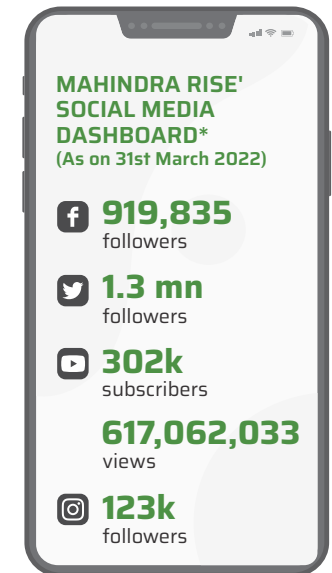 MAHINDRA RISE'
SOCIAL MEDIA
DASHBOARD*
(As on 31st March 2022)
919,835
followers
1.3 mn
followers
302k
subscribers
617,062,033
views
123k
followers